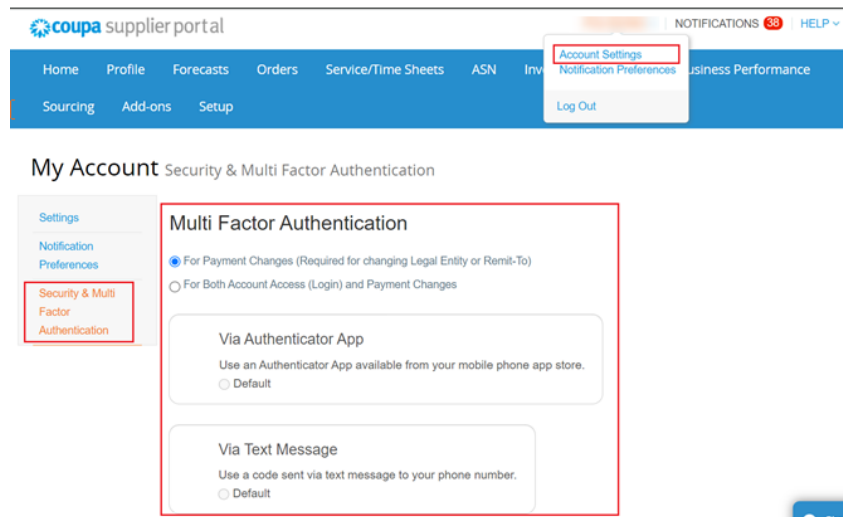 coupa supplier portal
NOTIFICATIONS 38
HELP
Account Settings
Notification Preferences
Log Out
Home Profile Forecasts Orders Service/Time Sheets ASN Business Performance
Sourcing Add-ons Setup
My Account Security & Multi Factor Authentication
Settings
Notification
Preferences
Security & Multi
Factor
Authentication
Multi Factor Authentication
For Payment Changes (Required for changing Legal Entity or Remit-To)
For Both Account Access (Login) and Payment Changes
Via Authenticator App
Use an Authenticator App available from your mobile phone app store.
Default
Via Text Message
Use a code sent via text message to your phone number.
Default